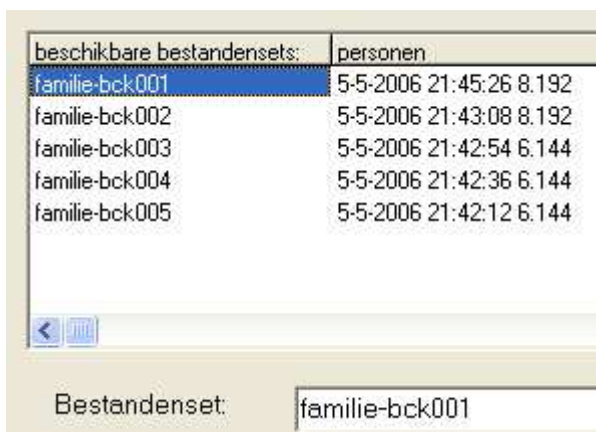 beschikbare bestandensets: personen
familie-bck001 5-5-2006 21:45:26 8.192
familie-bck002 5-5-2006 21:43:08 8.192
familie-bck003 5-5-2006 21:42:54 6.144
familie-bck004 5-5-2006 21:42:36 6.144
familie-bck005 5-5-2006 21:42:12 6.144
Bestandenset: familie-bck001